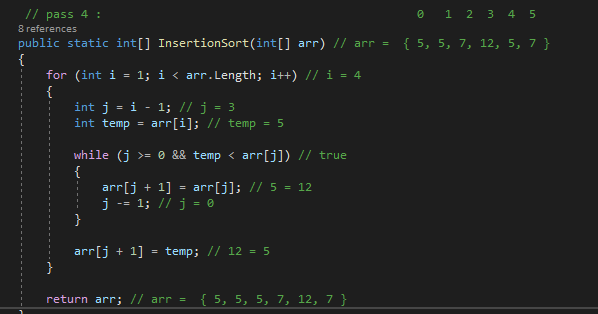 // pass 4 : 0 1 2 3 4 5
8 references
public static int[] InsertionSort(int[] arr) // arr = { 5, 5, 7, 12, 5, 7 }
{
for (int i = 1; i < arr.Length; i++) // i = 4
{
int j = i - 1; // j = 3
int temp = arr[i]; // temp = 5
while (j >= 0 && temp < arr[j]) // true
{
arr[j + 1] = arr[j]; // 5 = 12
j -= 1; // j = 0
}
arr[j + 1] = temp; // 12 = 5
}
return arr; // arr = { 5, 5, 5, 7, 12, 7 }